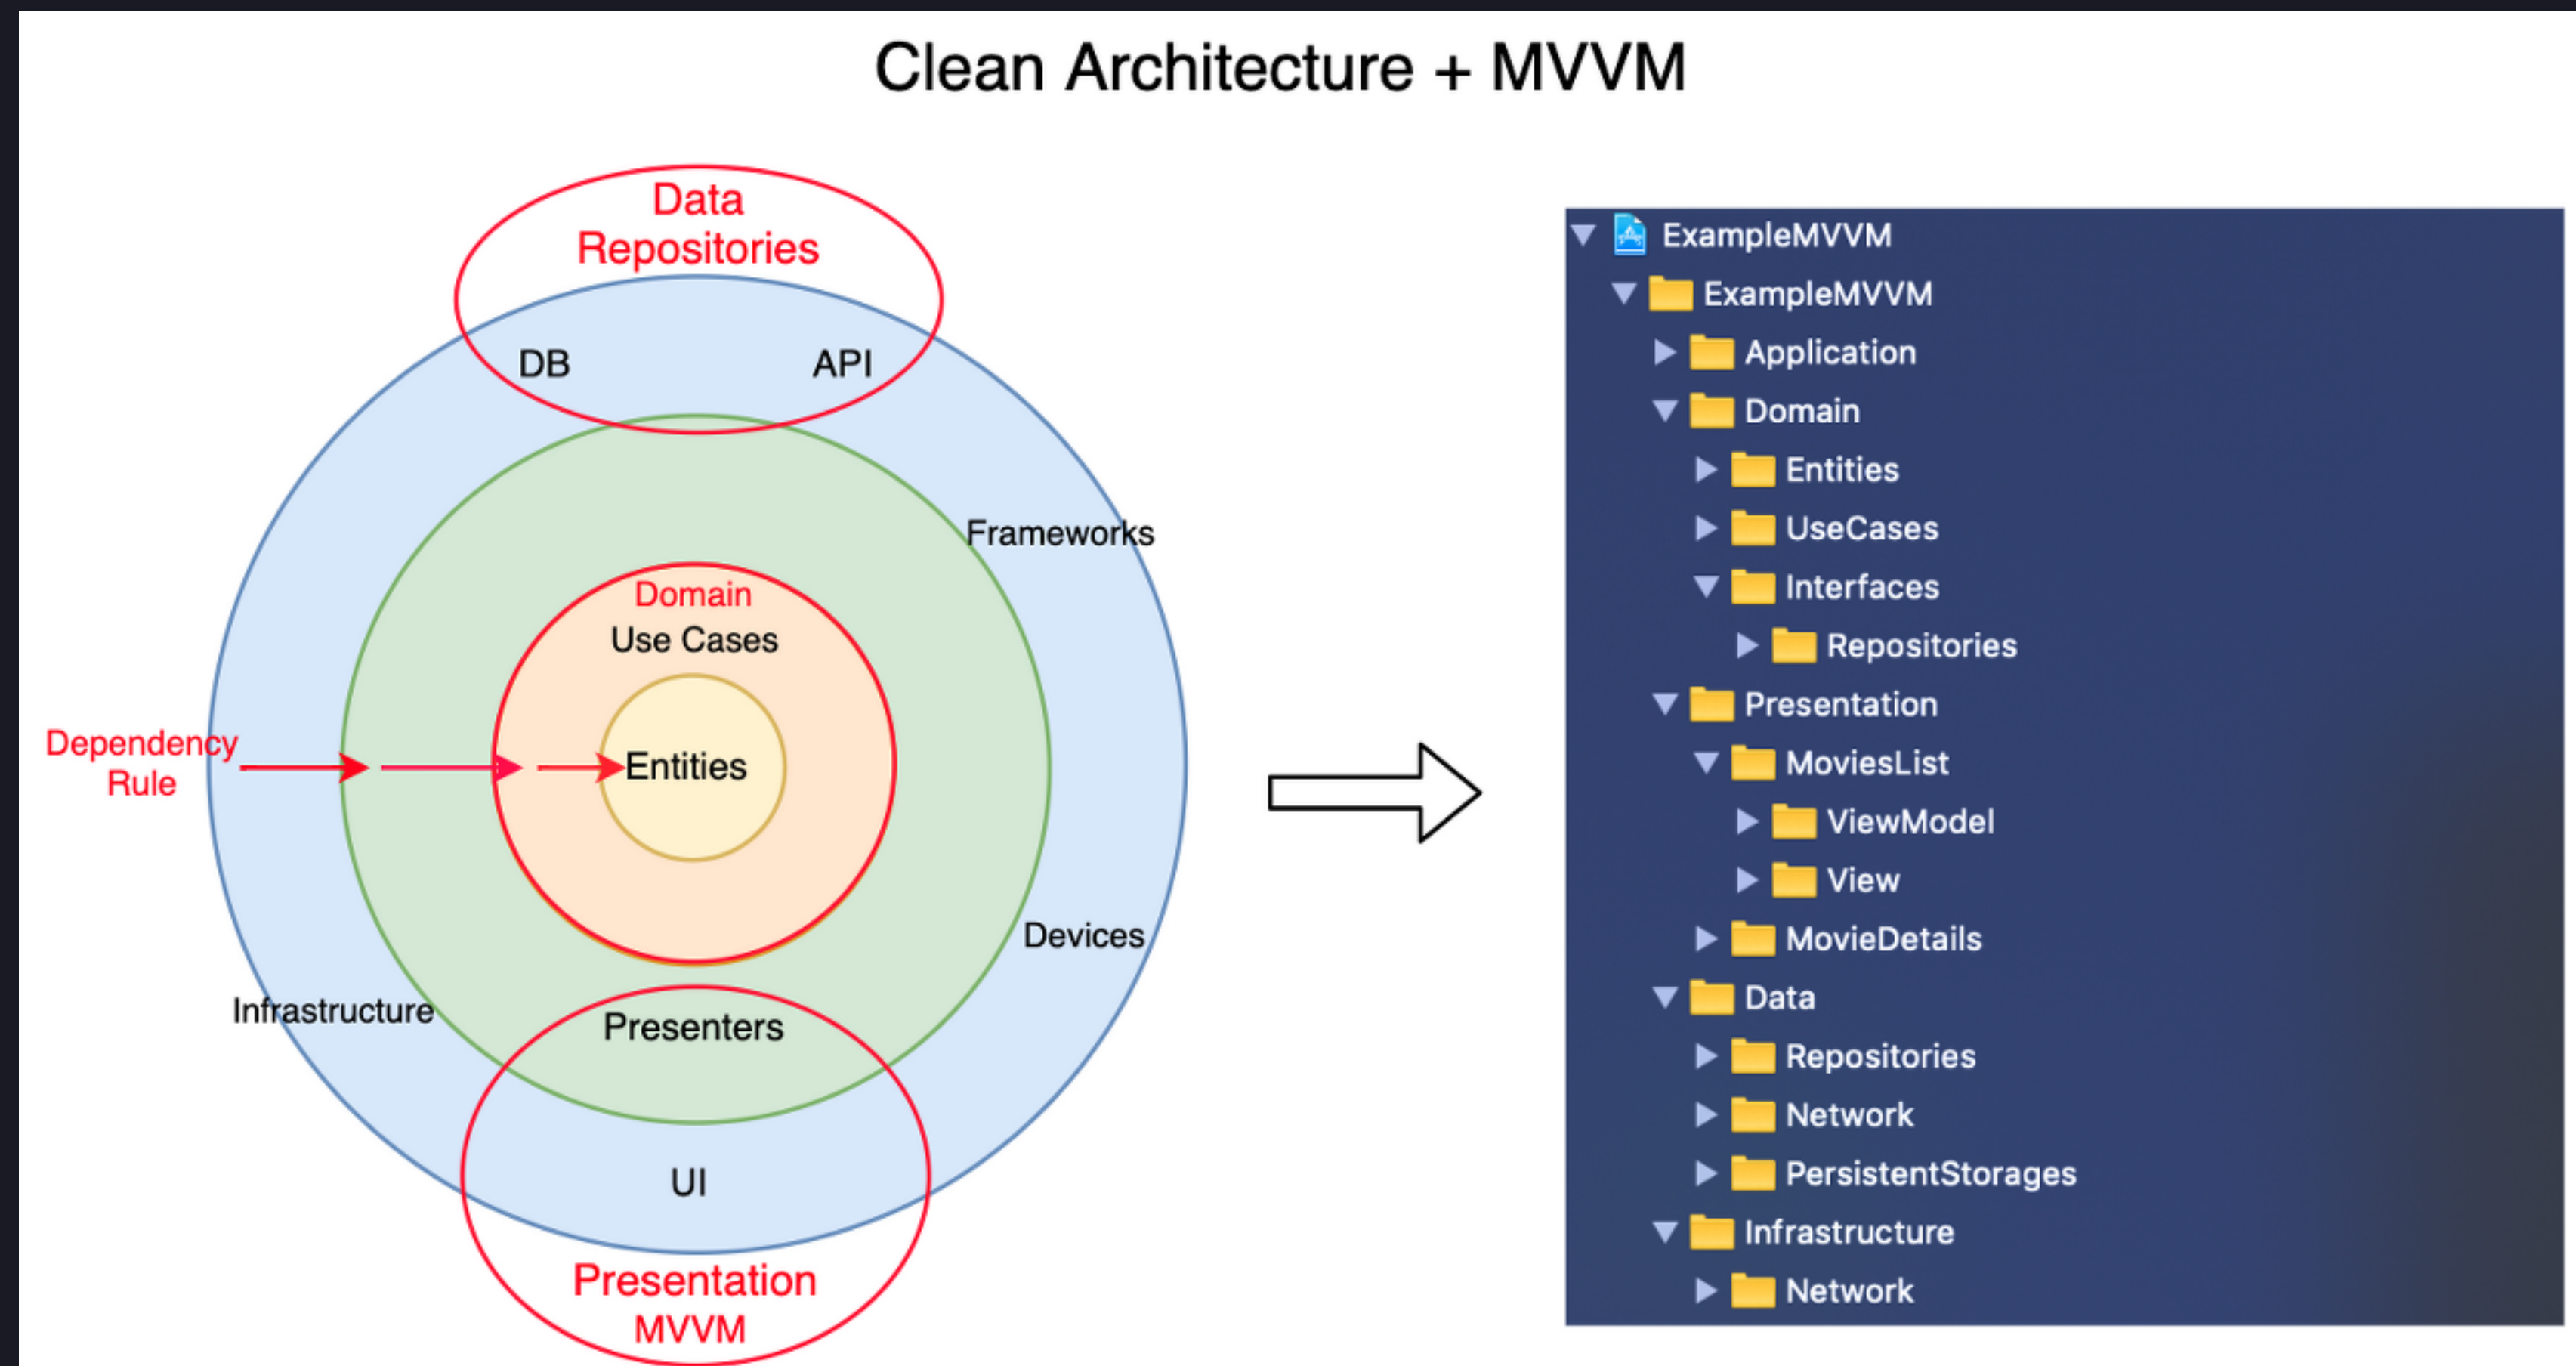 Clean Architecture + MVVM
Data
Repositories
DB
API
Frameworks
Domain
Use Cases
Dependency
Rule
Entities
Devices
Infrastructure
Presenters
UI
Presentation
MVVM
ExampleMVVM
ExampleMVVM
Application
Domain
Entities
UseCases
Interfaces
Repositories
Presentation
MoviesList
ViewModel
View
MovieDetails
Data
Repositories
Network
PersistentStorages
Infrastructure
Network